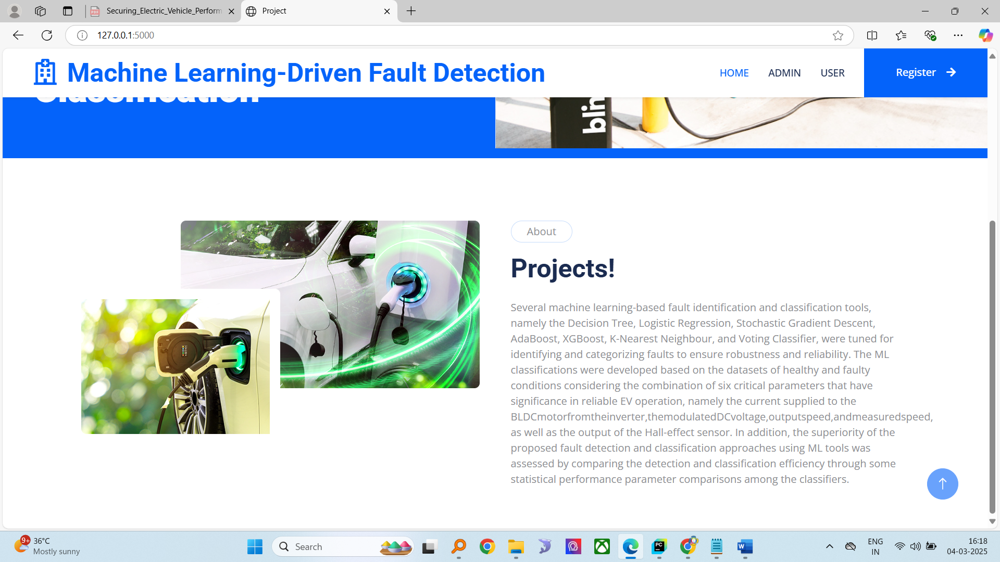 Securing_Electric_Vehicle_Perform
Project
127.0.0.1:5000
Machine Learning-Driven Fault Detection
HOME
ADMIN
USER
Register
Classification
blin
About
Projects!
Several machine learning-based fault identification and classification tools,
namely the Decision Tree, Logistic Regression, Stochastic Gradient Descent,
AdaBoost, XGBoost, K-Nearest Neighbour, and Voting Classifier, were tuned for
identifying and categorizing faults to ensure robustness and reliability. The ML
classifications were developed based on the datasets of healthy and faulty
conditions considering the combination of six critical parameters that have
significance in reliable EV operation, namely the current supplied to the
BLDCmotorfromtheinverter,themodulatedDCvoltage,outputspeed,andmeasuredspeed,
as well as the output of the Hall-effect sensor. In addition, the superiority of the
proposed fault detection and classification approaches using ML tools was
assessed by comparing the detection and classification efficiency through some
statistical performance parameter comparisons among the classifiers.
EV
9+
36°C
Mostly sunny
Search
PC
W
ENG
IN
16:18
04-03-2025